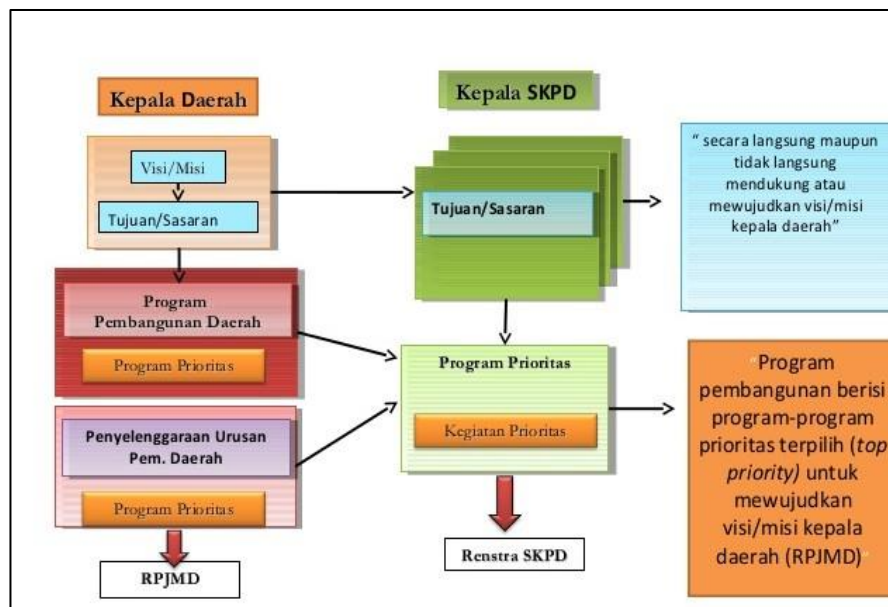 Kepala Daerah
Visi/Misi
Tujuan/Sasaran
Program
Pembangunan Daerah
Program Prioritas
Penyelenggaraan Urusan
Pem. Daerah
Program Prioritas
RPJMD
Kepala SKPD
Tujuan/Sasaran
Program Prioritas
Kegiatan Prioritas
Renstra SKPD
“ secara langsung maupun
tidak langsung
mendukung atau
mewujudkan visi/misi
kepala daerah”
“Program
pembangunan berisi
program-program
prioritas terpilih (top
priority) untuk
mewujudkan
visi/misi kepala
daerah (RPJMD)”